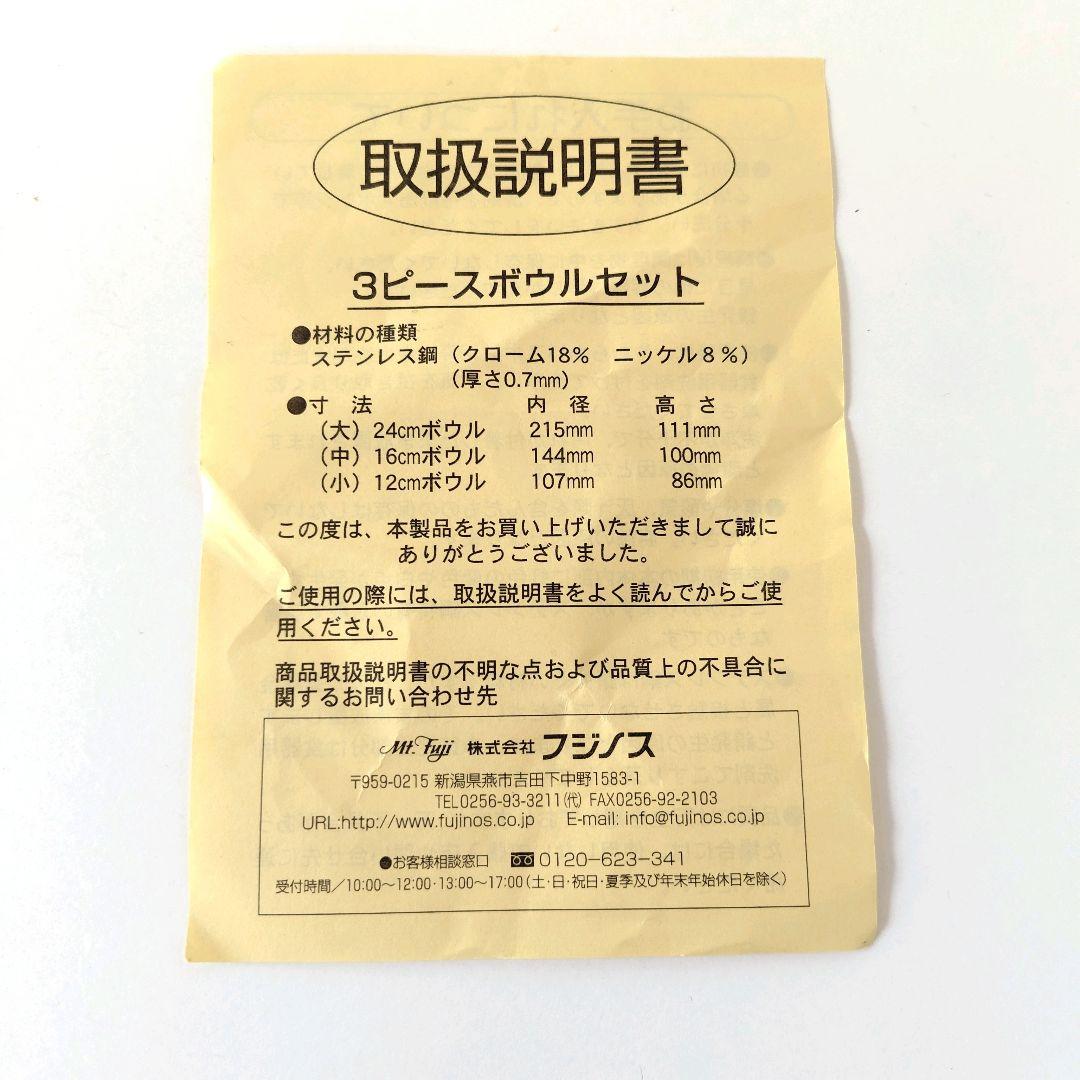 取扱説明書
3ピースボウルセット
●材料の種類
ステンレス鋼（クローム18%　ニッケル8%）
（厚さ0.7mm）
●寸　法　内　径　高　さ
（大）24cmボウル　215mm　111mm
（中）16cmボウル　144mm　100mm
（小）12cmボウル　107mm　86mm
この度は、本製品をお買い上げいただきまして誠に
ありがとうございました。
ご使用の際には、取扱説明書をよく読んでからご使
用ください。
商品取扱説明書の不明な点および品質上の不具合に
関するお問い合わせ先
Mt. Fuji 株式会社 フジノス
〒959-0215 新潟県燕市吉田下中野1583-1
TEL0256-93-3211(代) FAX0256-92-2103
URL:http://www.fujinos.co.jp　E-mail: info@fujinos.co.jp
●お客様相談窓口　0120-623-341
受付時間／10:00～12:00・13:00～17:00（土・日・祝日・夏季及び年末年始休日を除く）